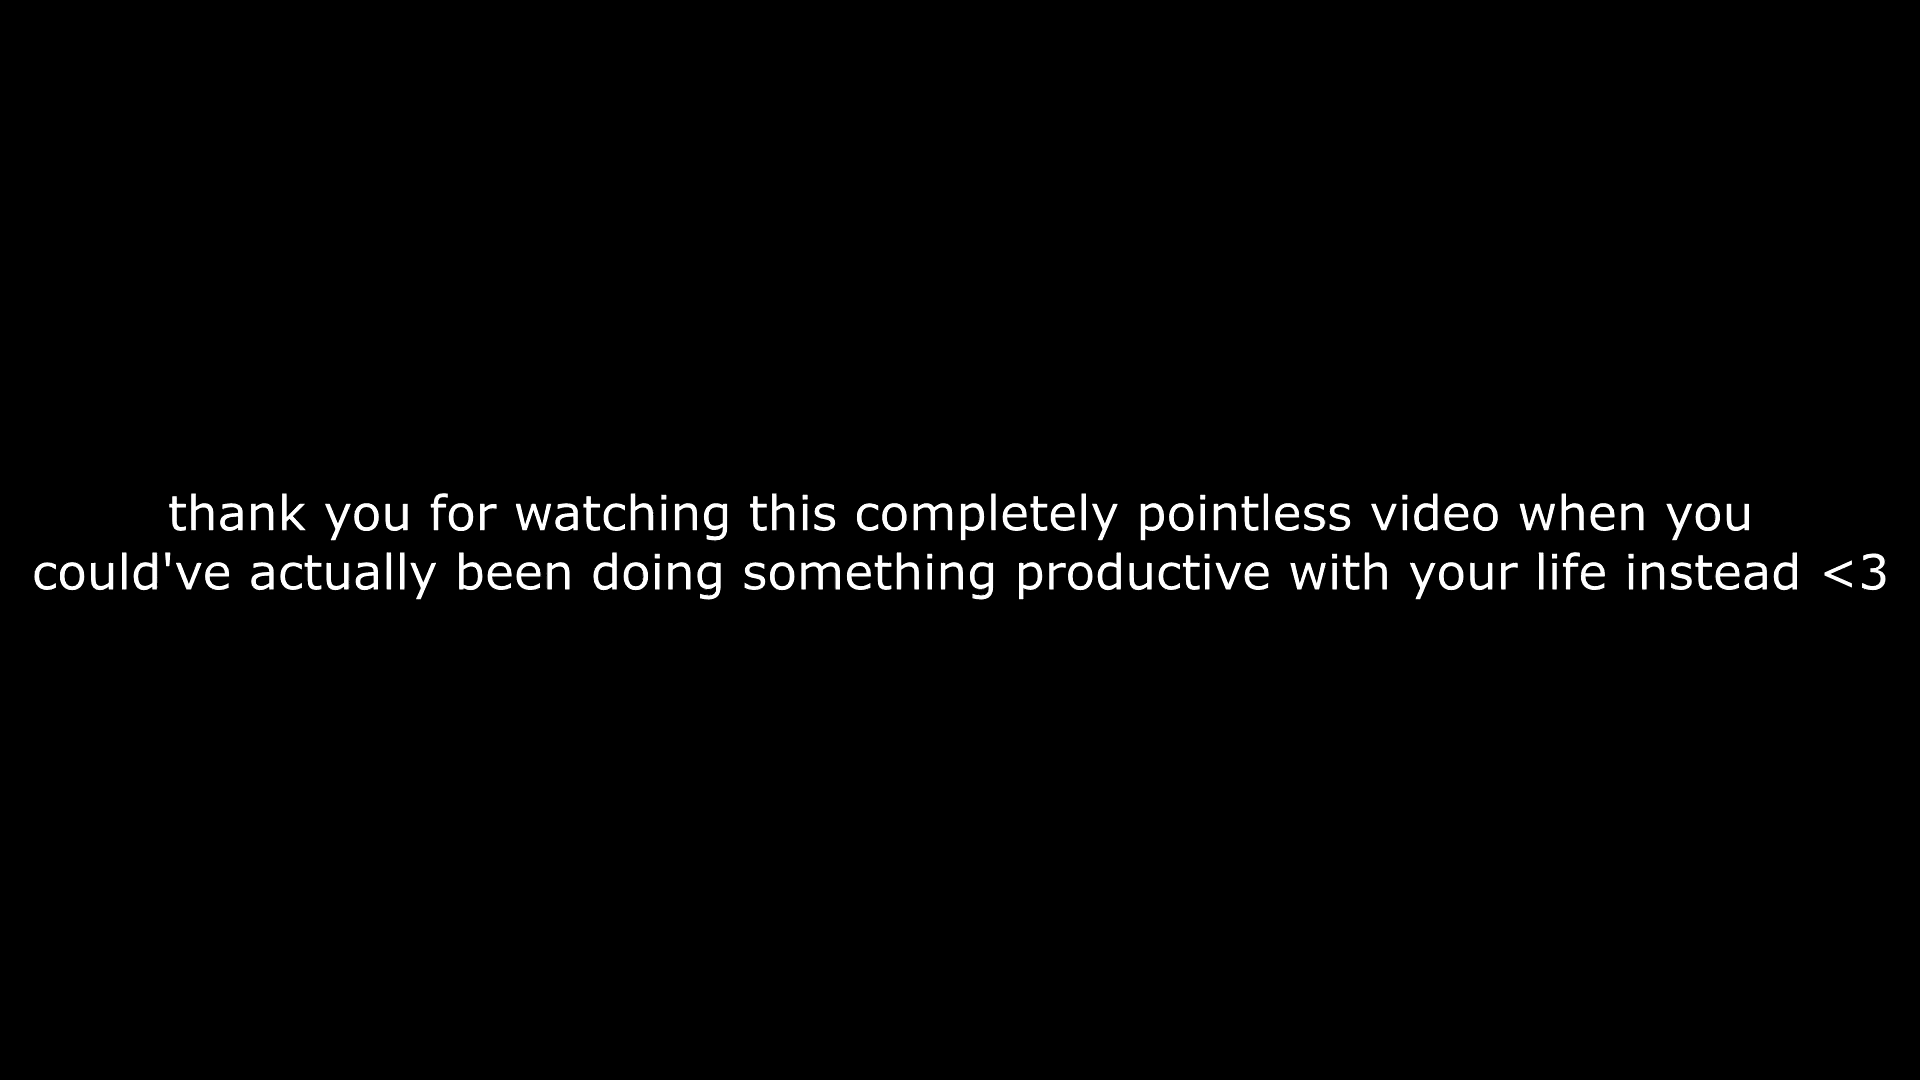 thank you for watching this completely pointless video when you
could've actually been doing something productive with your life instead <3